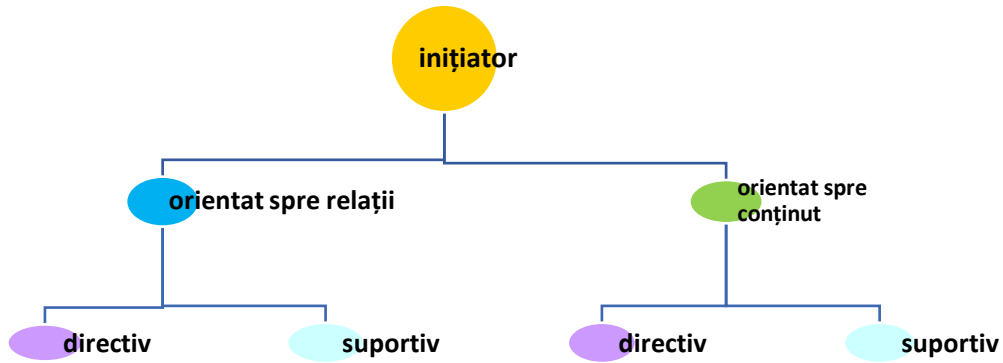 inițiator
orientat spre relații
orientat spre
conținut
directiv
suportiv
directiv
suportiv